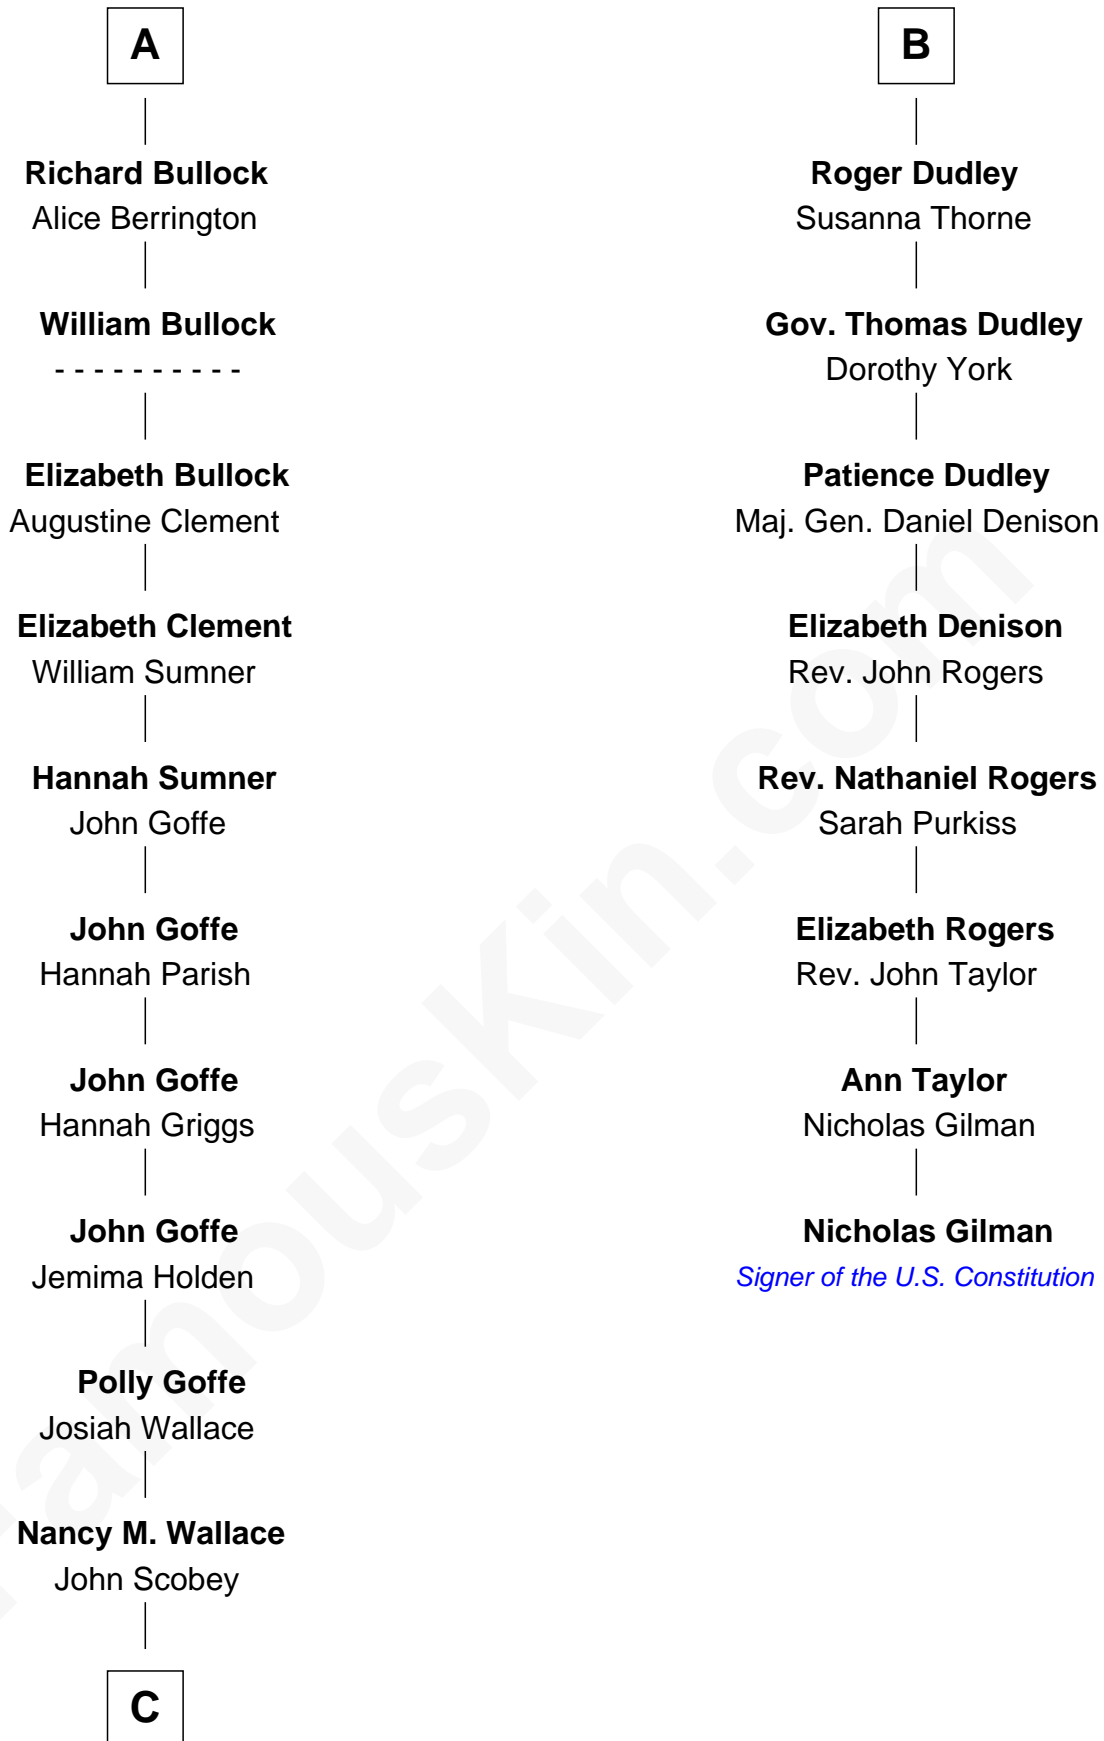 A
Richard Bullock
Alice Berrington
William Bullock
- - - - - - - - - -
Elizabeth Bullock
Augustine Clement
Elizabeth Clement
William Sumner
Hannah Sumner
John Goffe
John Goffe
Hannah Parish
John Goffe
Hannah Griggs
John Goffe
Jemima Holden
Polly Goffe
Josiah Wallace
Nancy M. Wallace
John Scobey
C
B
Roger Dudley
Susanna Thorne
Gov. Thomas Dudley
Dorothy York
Patience Dudley
Maj. Gen. Daniel Denison
Elizabeth Denison
Rev. John Rogers
Rev. Nathaniel Rogers
Sarah Purkiss
Elizabeth Rogers
Rev. John Taylor
Ann Taylor
Nicholas Gilman
Nicholas Gilman
Signer of the U.S. Constitution
FamousKin.com